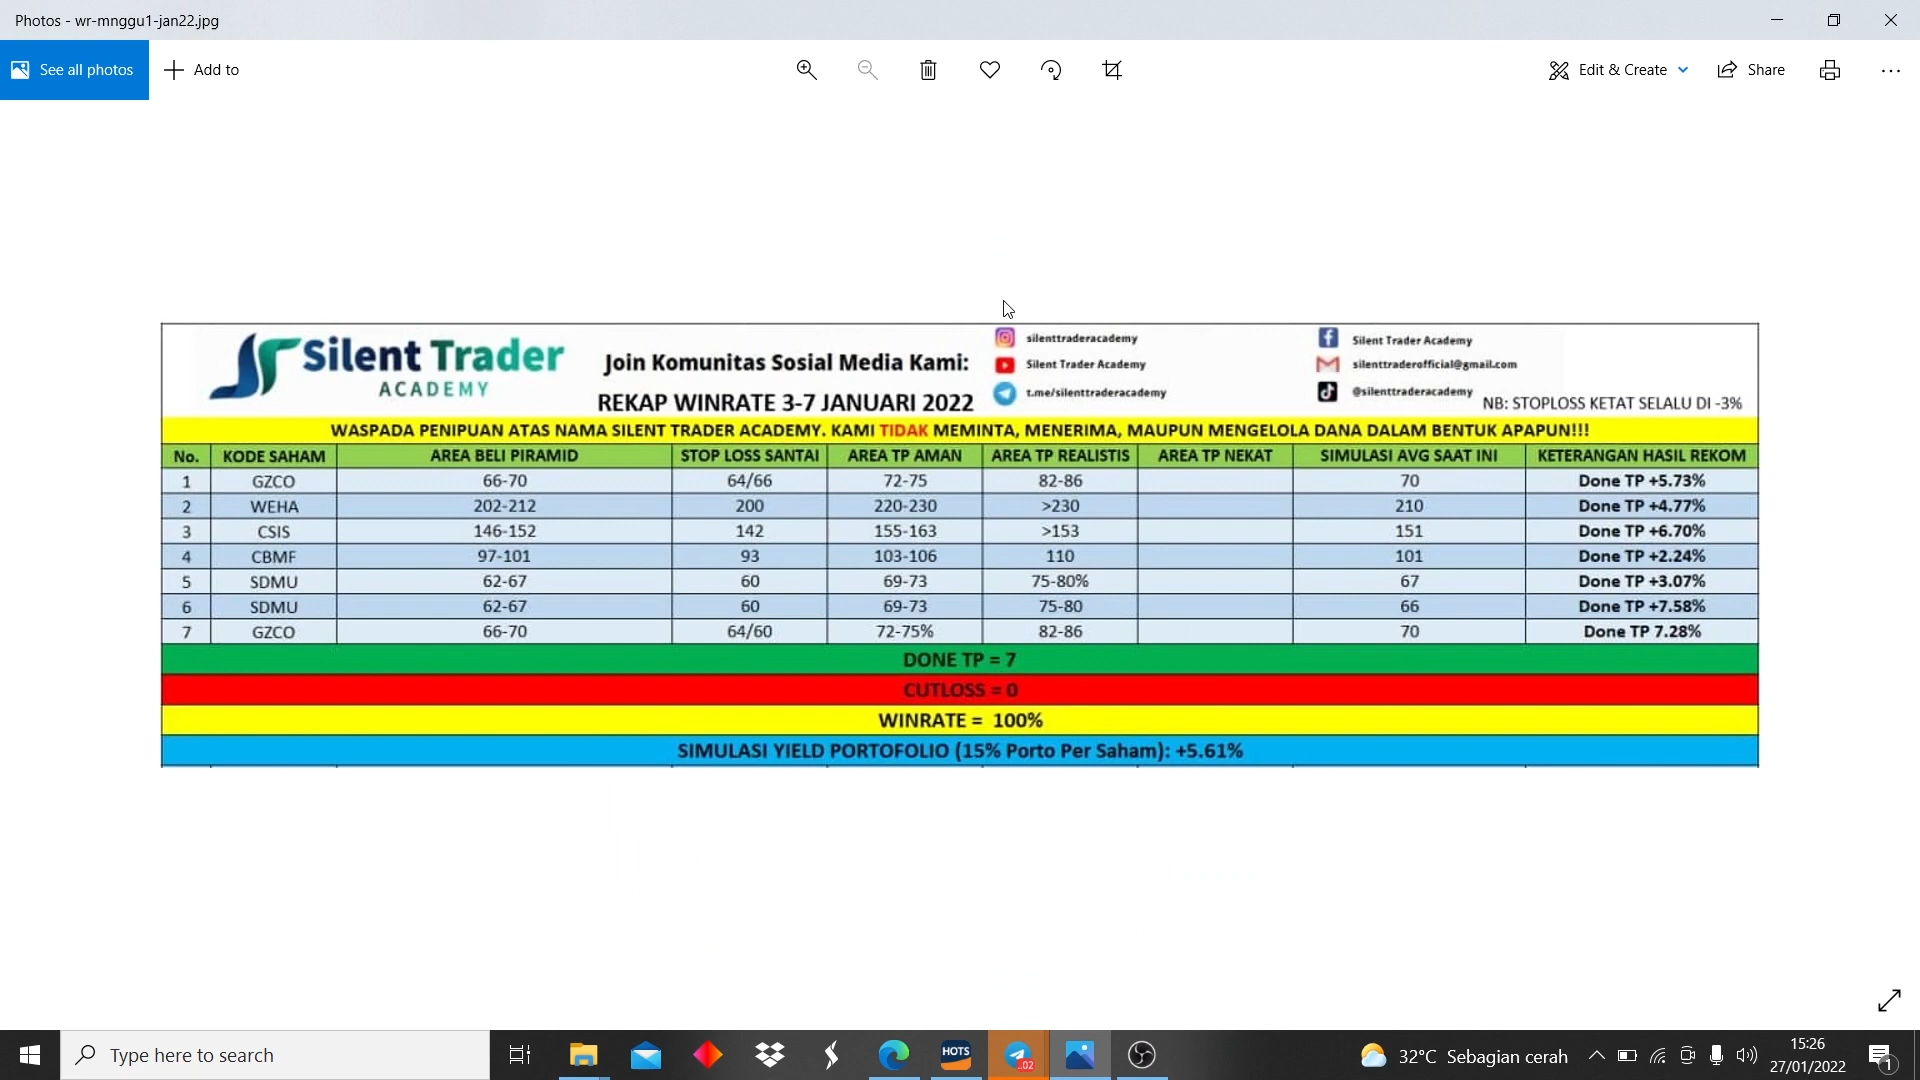 Photos - wr-mnggu1-jan22.jpg
See all photos
Add to
Edit & Create
Share
Silent Trader
ACADEMY
Join Komunitas Sosial Media Kami:
REKAP WINRATE 3-7 JANUARI 2022
silenttraderacademy
Silent Trader Academy
t.me/silenttraderacademy
Silent Trader Academy
silenttraderofficial@gmail.com
@silenttraderacademy
NB: STOPLOSS KETAT SELALU DI -3%
WASPADA PENIPUAN ATAS NAMA SILENT TRADER ACADEMY. KAMI TIDAK MEMINTA, MENERIMA, MAUPUN MENGELOLA DANA DALAM BENTUK APAPUN!!!
No. KODE SAHAM AREA BELI PIRAMID STOP LOSS SANTAI AREA TP AMAN AREA TP REALISTIS AREA TP NEKAT SIMULASI AVG SAAT INI KETERANGAN HASIL REKOM
1 GZCO 66-70 64/66 72-75 82-86 70 Done TP +5.73%
2 WEHA 202-212 200 220-230 >230 210 Done TP +4.77%
3 CSIS 146-152 142 155-163 >153 151 Done TP +6.70%
4 CBMF 97-101 93 103-106 110 101 Done TP +2.24%
5 SDMU 62-67 60 69-73 75-80% 67 Done TP +3.07%
6 SDMU 62-67 60 69-73 75-80 66 Done TP +7.58%
7 GZCO 66-70 64/60 72-75% 82-86 70 Done TP 7.28%
DONE TP = 7
CUTLOSS = 0
WINRATE = 100%
SIMULASI YIELD PORTOFOLIO (15% Porto Per Saham): +5.61%
Type here to search
HOTS
..02
32°C Sebagian cerah
15:26
27/01/2022
1